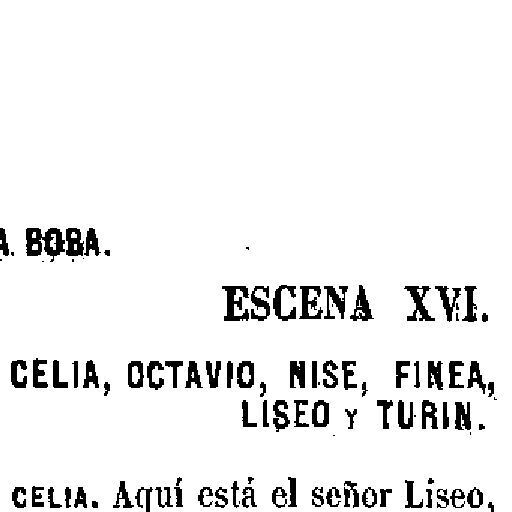 A BOBA.
ESCENA XVI.
CELIA, OCTAVIO, NISE, FINEA,
LISEO Y TURIN.
CELIA. Aquí está el señor Liseo,